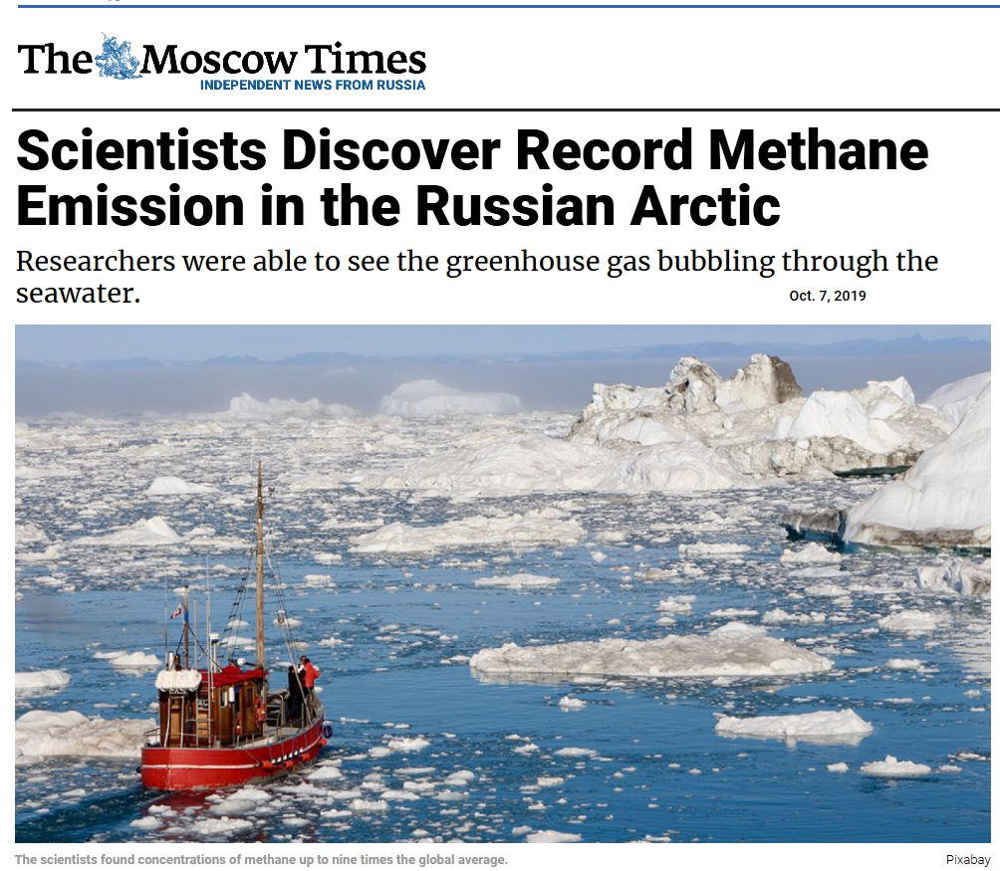 The Moscow Times
INDEPENDENT NEWS FROM RUSSIA
Scientists Discover Record Methane
Emission in the Russian Arctic
Researchers were able to see the greenhouse gas bubbling through the
seawater.
Oct. 7, 2019
The scientists found concentrations of methane up to nine times the global average.
Pixabay